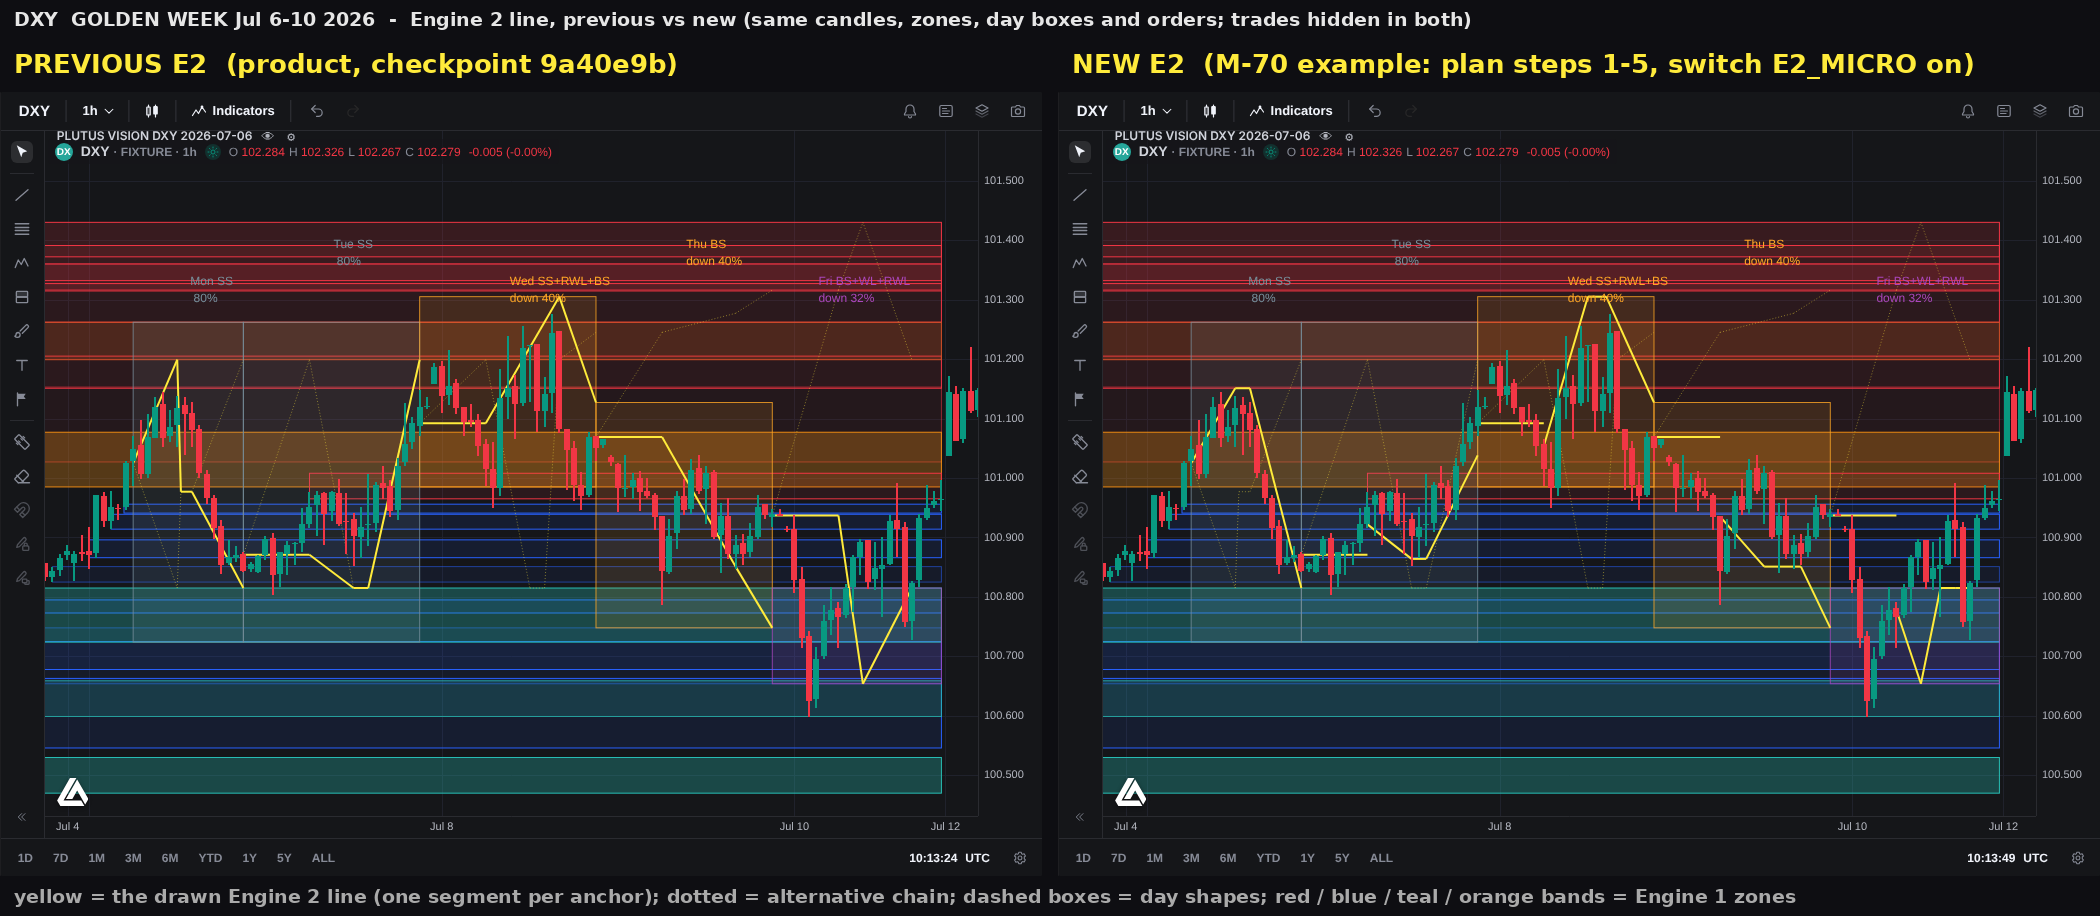 DXY  GOLDEN WEEK Jul 6-10 2026  -  Engine 2 line, previous vs new (same candles, zones, day boxes and orders; trades hidden in both)
PREVIOUS E2  (product, checkpoint 9a40e9b)
DXY 1h Indicators
PLUTUS VISION DXY 2026-07-06
DX DXY · FIXTURE · 1h O 102.284 H 102.326 L 102.267 C 102.279 -0.005 (-0.00%)
101.500
101.400
101.300
101.200
101.100
101.000
100.900
100.800
100.700
100.600
100.500
Tue SS
80%
Thu BS
down 40%
Mon SS
80%
Wed SS+RWL+BS
down 40%
Fri BS+WL+RWL
down 32%
Jul 4 Jul 8 Jul 10 Jul 12
1D 7D 1M 3M 6M YTD 1Y 5Y ALL 10:13:24 UTC
NEW E2  (M-70 example: plan steps 1-5, switch E2_MICRO on)
DXY 1h Indicators
PLUTUS VISION DXY 2026-07-06
DX DXY · FIXTURE · 1h O 102.284 H 102.326 L 102.267 C 102.279 -0.005 (-0.00%)
101.500
101.400
101.300
101.200
101.100
101.000
100.900
100.800
100.700
100.600
100.500
Tue SS
80%
Thu BS
down 40%
Mon SS
80%
Wed SS+RWL+BS
down 40%
Fri BS+WL+RWL
down 32%
Jul 4 Jul 8 Jul 10 Jul 12
1D 7D 1M 3M 6M YTD 1Y 5Y ALL 10:13:49 UTC
yellow = the drawn Engine 2 line (one segment per anchor); dotted = alternative chain; dashed boxes = day shapes; red / blue / teal / orange bands = Engine 1 zones